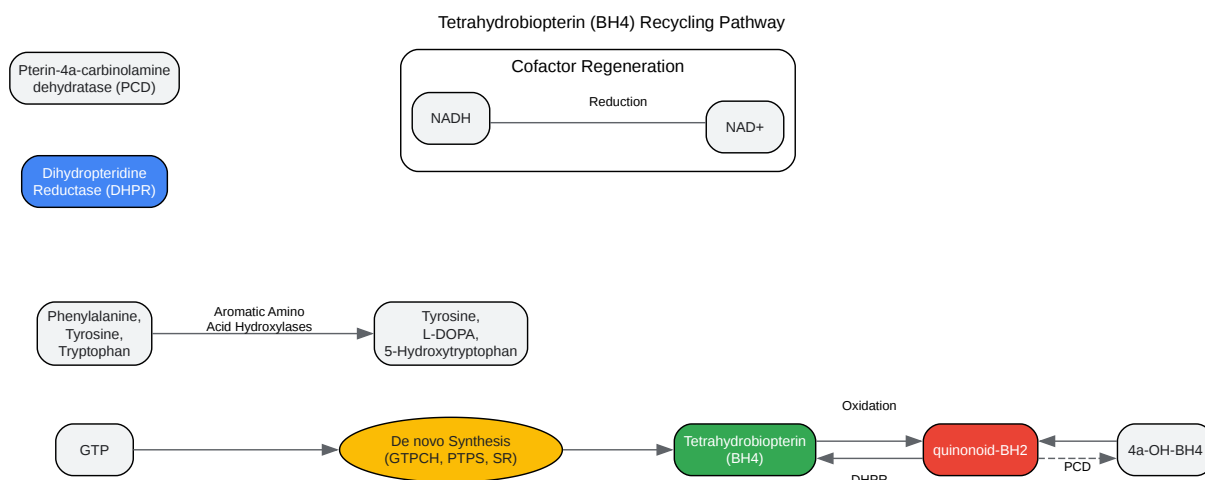 Tetrahydrobiopterin (BH4) Recycling Pathway
Pterin-4a-carbinolamine
dehydratase (PCD)
Cofactor Regeneration
NADH
Reduction
NAD+
Dihydropteridine
Reductase (DHPR)
Phenylalanine,
Tyrosine,
Tryptophan
Aromatic Amino
Acid Hydroxylases
Tyrosine,
L-DOPA,
5-Hydroxytryptophan
GTP
De novo Synthesis
(GTPCH, PTPS, SR)
Tetrahydrobiopterin
(BH4)
Oxidation
DHPR
quinonoid-BH2
PCD
4a-OH-BH4